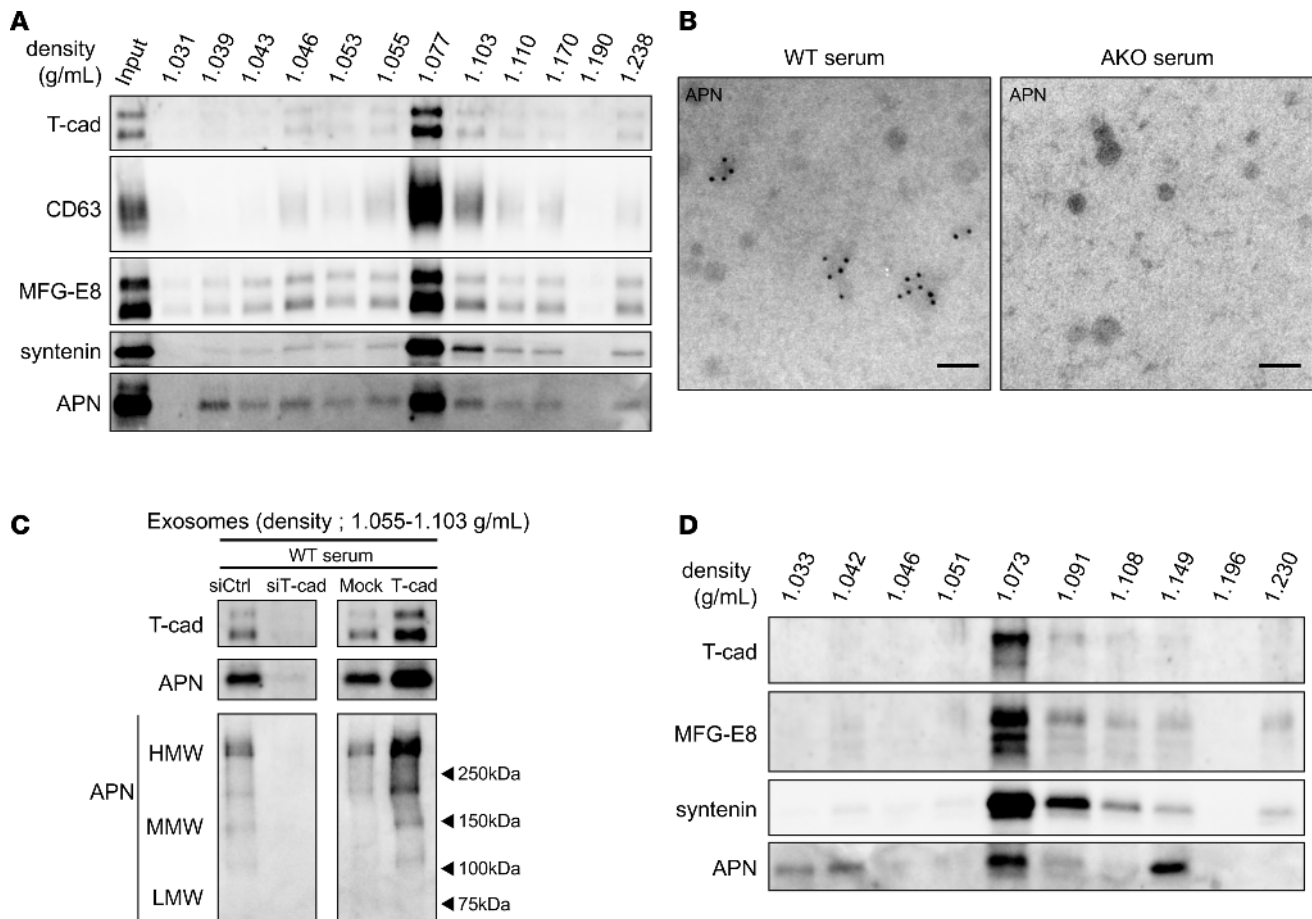 A
density
(g/mL)
Input 1.031 1.039 1.043 1.046 1.053 1.055 1.077 1.103 1.110 1.170 1.190 1.238
T-cad
CD63
MFG-E8
syntenin
APN
B
WT serum AKO serum
APN APN
C
Exosomes (density ; 1.055-1.103 g/mL)
WT serum
siCtrl siT-cad Mock T-cad
T-cad
APN
APN
HMW
250kDa
MMW
150kDa
100kDa
LMW
75kDa
D
density
(g/mL)
1.033 1.042 1.046 1.051 1.073 1.091 1.108 1.149 1.196 1.230
T-cad
MFG-E8
syntenin
APN